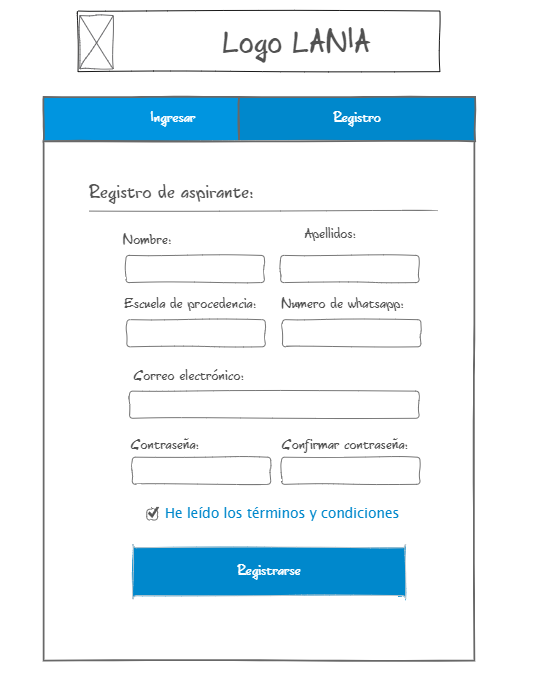 Logo LANIA
Ingresar Registro
Registro de aspirante:
Nombre: Apellidos:
Escuela de procedencia: Numero de whatsapp:
Correo electrónico:
Contraseña: Confirmar contraseña:
He leído los términos y condiciones
Registrarse